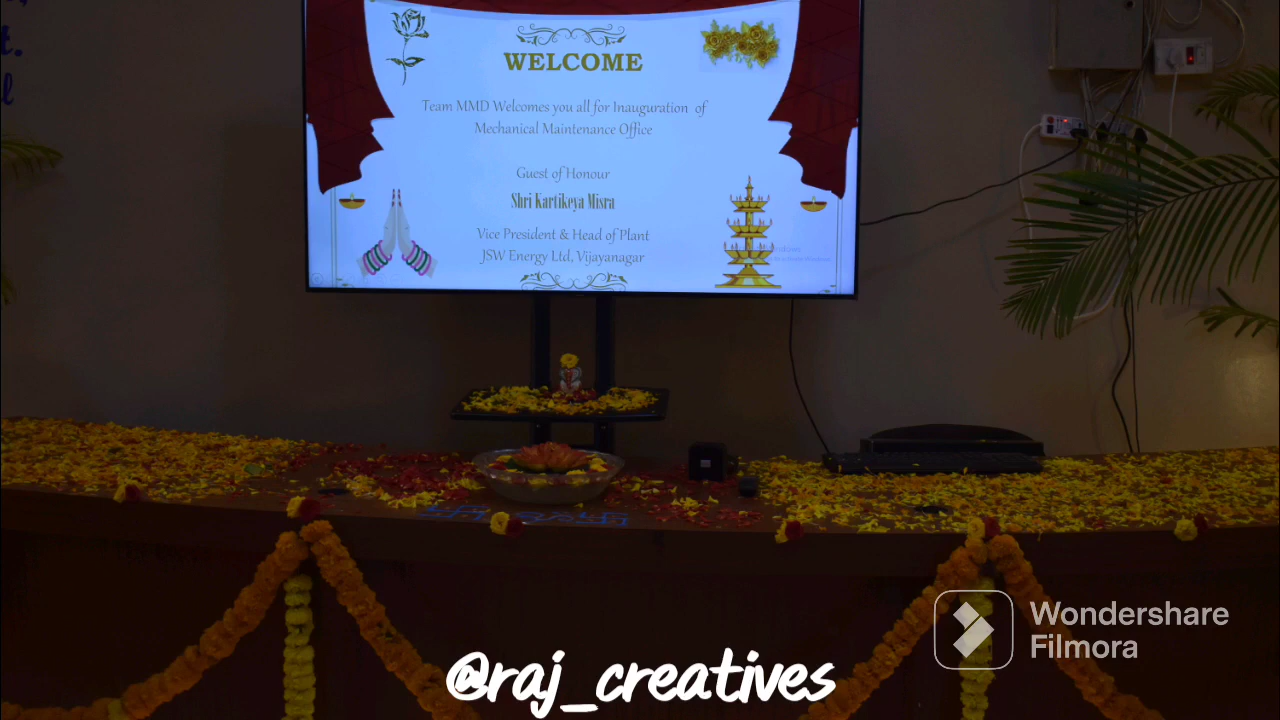 WELCOME
Team MMD Welcomes you all for Inauguration of
Mechanical Maintenance Office
Guest of Honour
Shri Kartikeya Misra
Vice President & Head of Plant
JSW Energy Ltd, Vijayanagar
Wondershare
Filmora
@raj_creatives